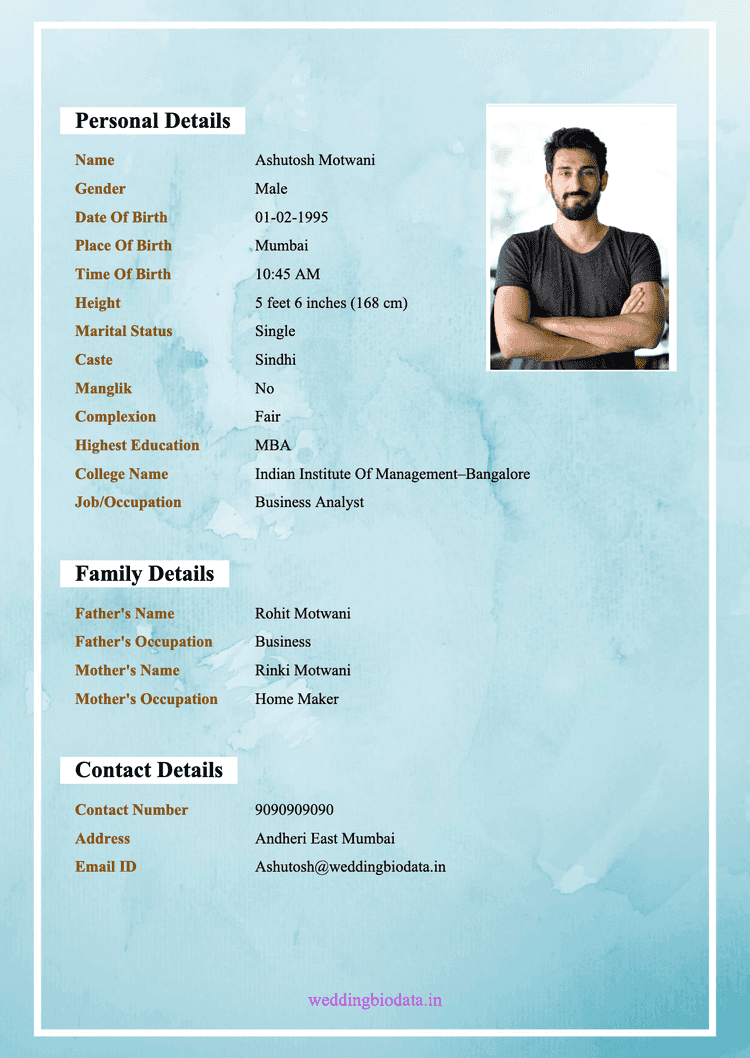 Personal Details
Name Ashutosh Motwani
Gender Male
Date Of Birth 01-02-1995
Place Of Birth Mumbai
Time Of Birth 10:45 AM
Height 5 feet 6 inches (168 cm)
Marital Status Single
Caste Sindhi
Manglik No
Complexion Fair
Highest Education MBA
College Name Indian Institute Of Management–Bangalore
Job/Occupation Business Analyst
Family Details
Father's Name Rohit Motwani
Father's Occupation Business
Mother's Name Rinki Motwani
Mother's Occupation Home Maker
Contact Details
Contact Number 9090909090
Address Andheri East Mumbai
Email ID Ashutosh@weddingbiodata.in
weddingbiodata.in